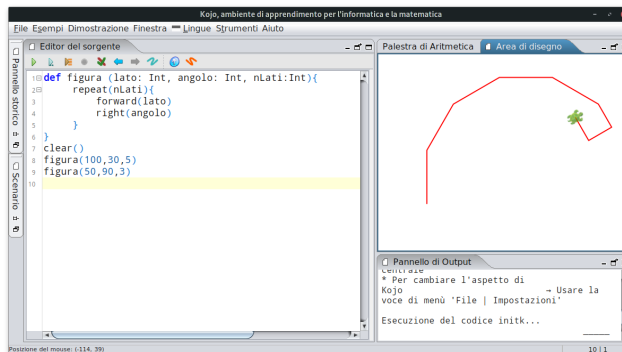 Kojo, ambiente di apprendimento per l'informatica e la matematica
File Esempi Dimostrazione Finestra Lingue Strumenti Aiuto
Pannello storico
Scenario
Editor del sorgente
1 def figura (lato: Int, angolo: Int, nLati:Int){
2 repeat(nLati){
3 forward(lato)
4 right(angolo)
5 }
6 }
7 clear()
8 figura(100,30,5)
9 figura(50,90,3)
10
Palestra di Aritmetica Area di disegno
Pannello di Output
centrale
* Per cambiare l'aspetto di
Kojo → Usare la
voce di menù 'File | Impostazioni'
Esecuzione del codice initk...
Posizione del mouse: (-114, 39)
10|1